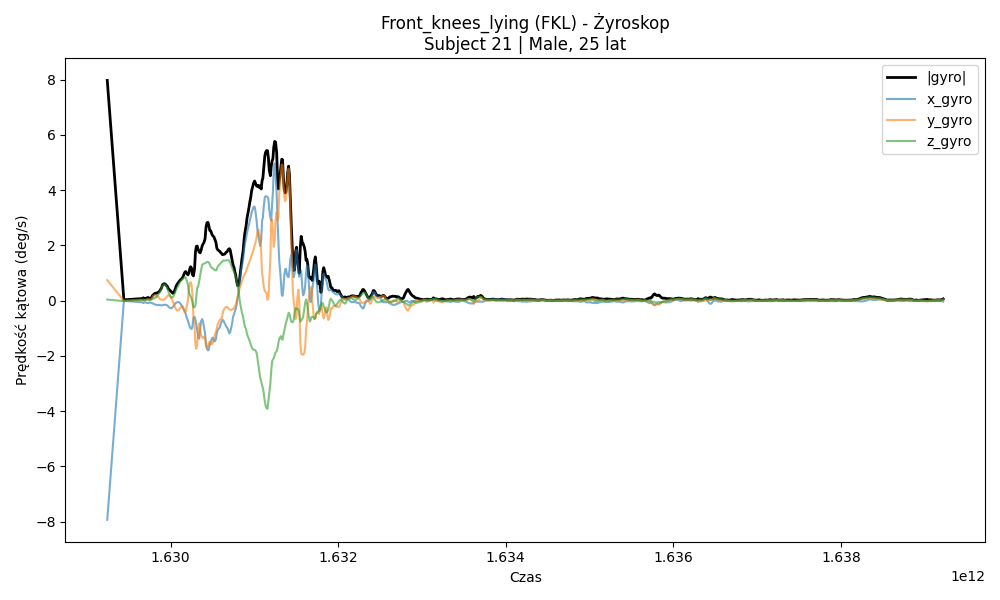 Front_knees_lying (FKL) - Żyroskop
Subject 21 | Male, 25 lat
|gyro|
x_gyro
y_gyro
z_gyro
Prędkość kątowa (deg/s)
8
6
4
2
0
−2
−4
−6
−8
1.630
1.632
1.634
1.636
1.638
1e12
Czas